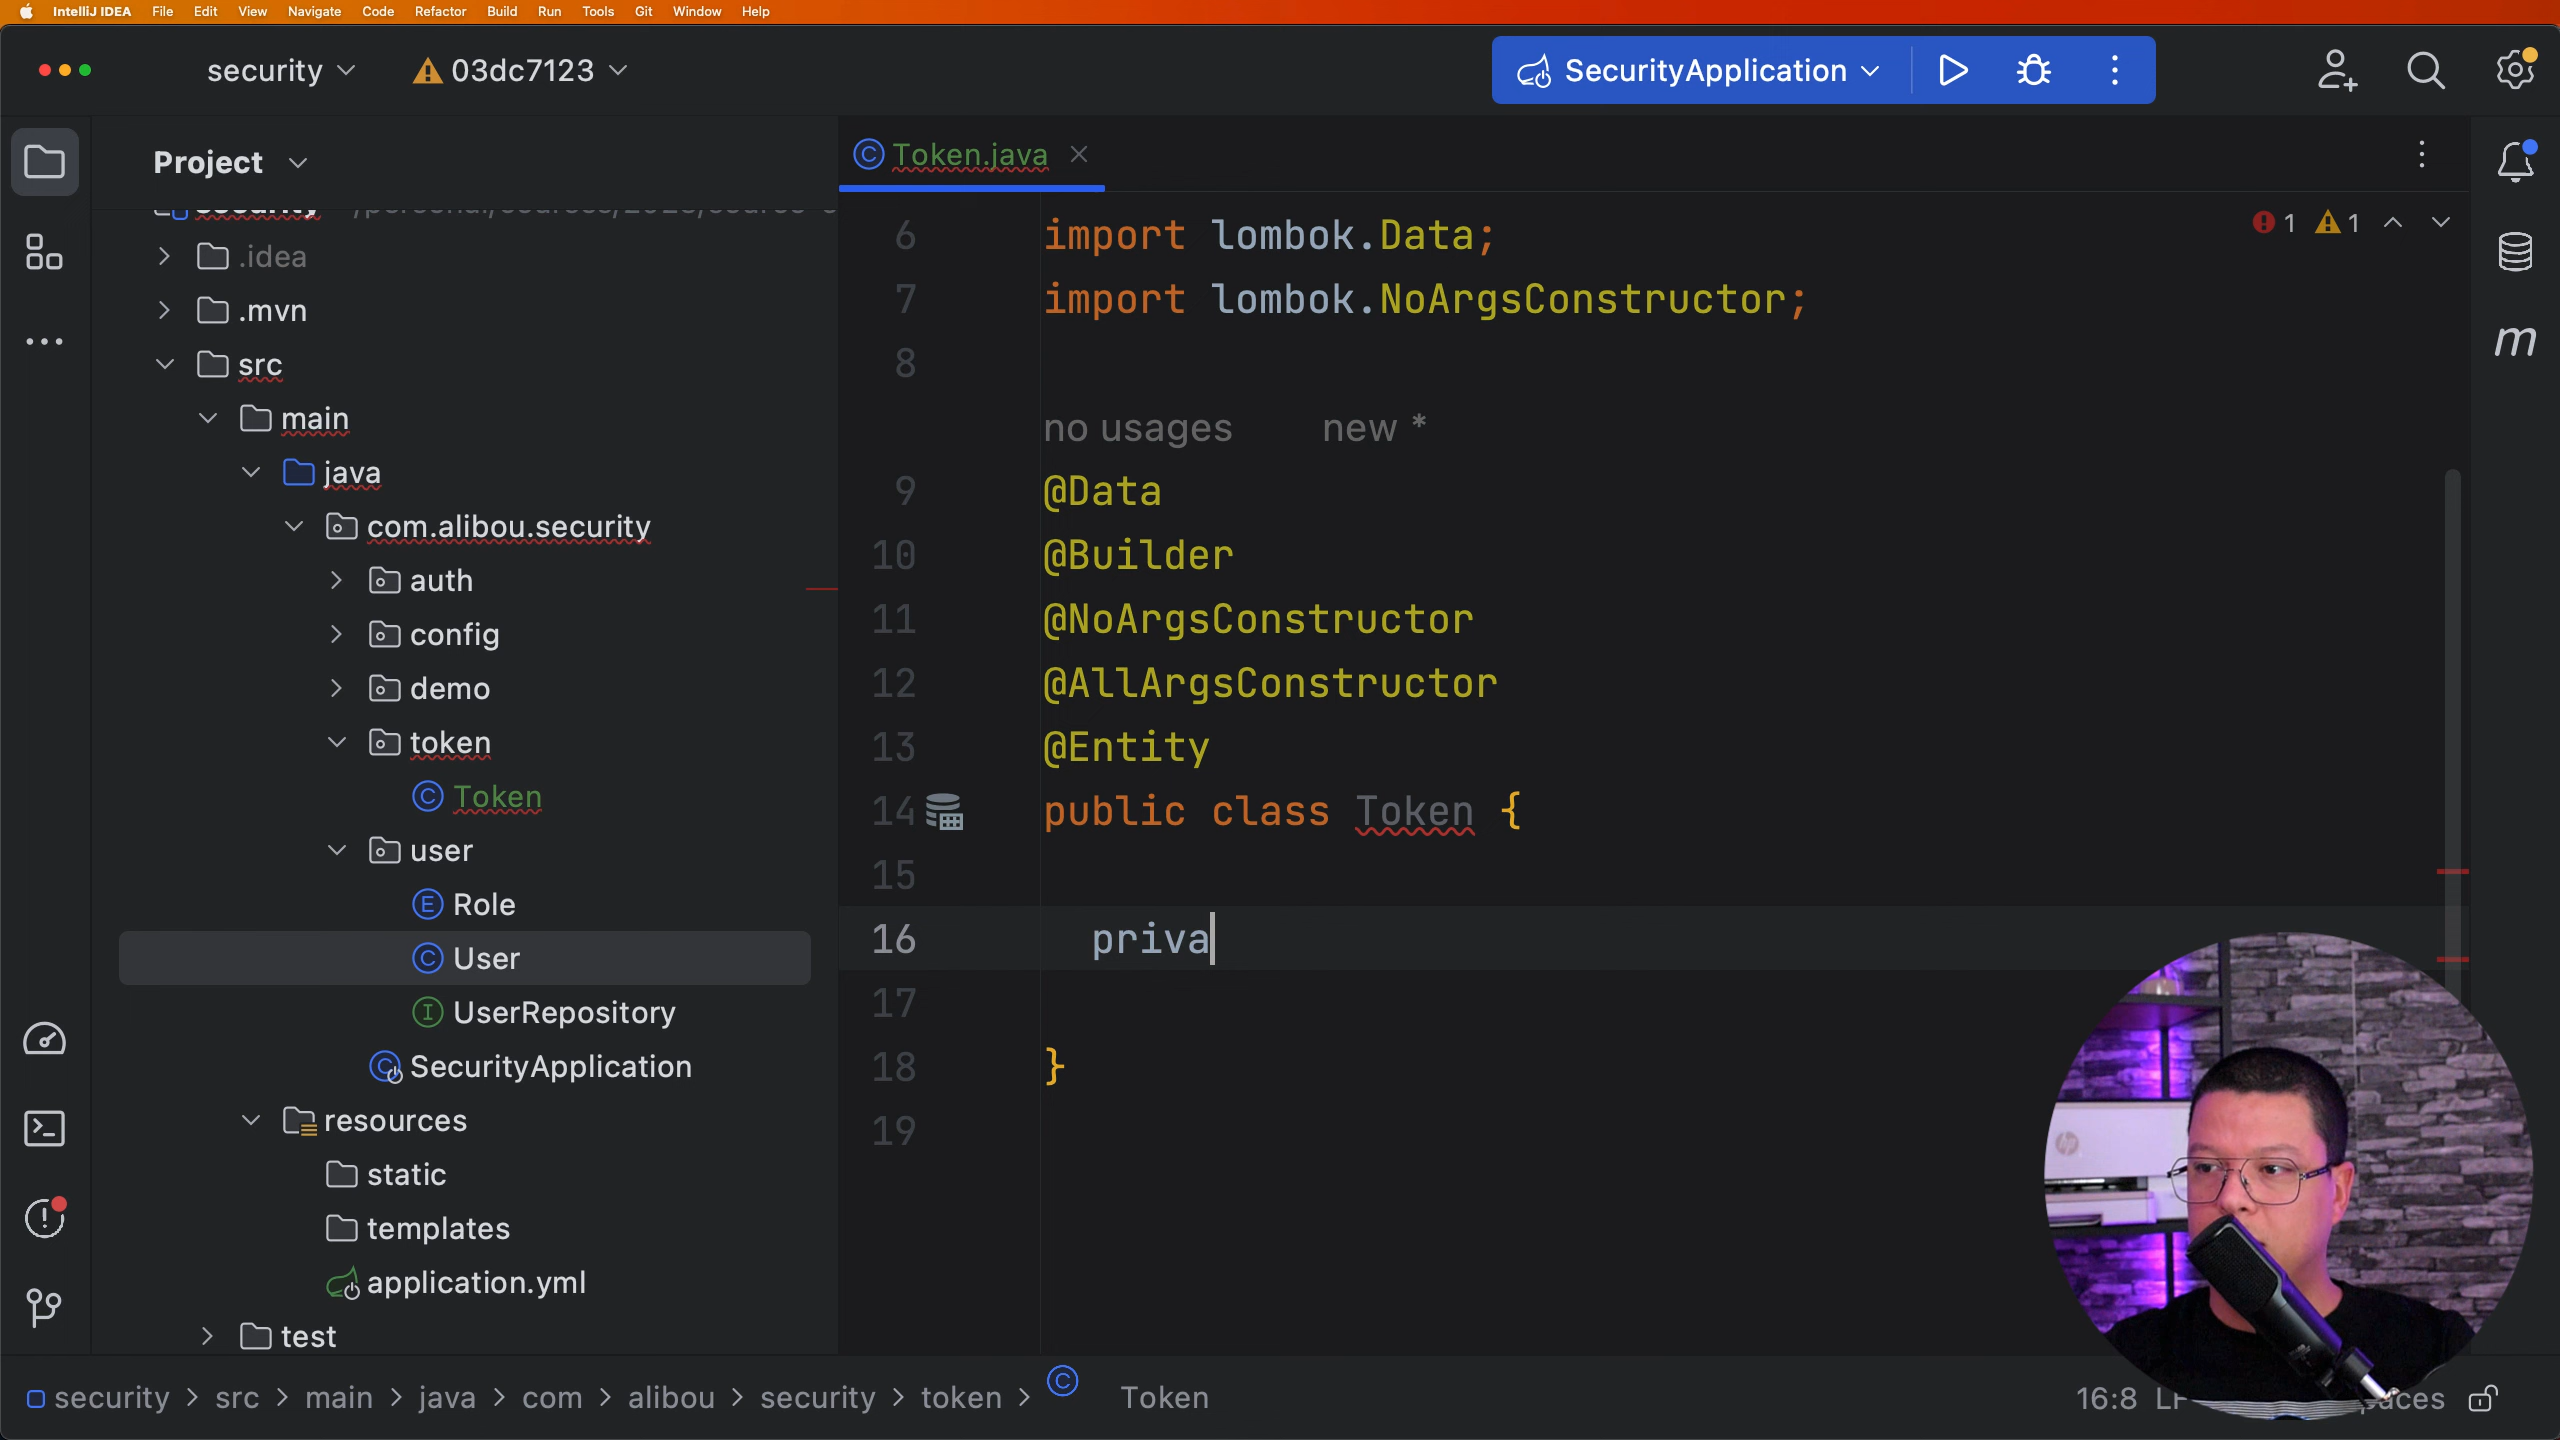 IntelliJ IDEA File Edit View Navigate Code Refactor Build Run Tools Git Window Help
security 03dc7123 SecurityApplication
Project
Token.java
.idea
.mvn
src
main
java
com.alibou.security
auth
config
demo
token
Token
user
Role
User
UserRepository
SecurityApplication
resources
static
templates
application.yml
test
1 1
6 import lombok.Data;
7 import lombok.NoArgsConstructor;
8
no usages new *
9 @Data
10 @Builder
11 @NoArgsConstructor
12 @AllArgsConstructor
13 @Entity
14 public class Token {
15
16 priva
17
18 }
19
m
hp
security > src > main > java > com > alibou > security > token > Token
16:8